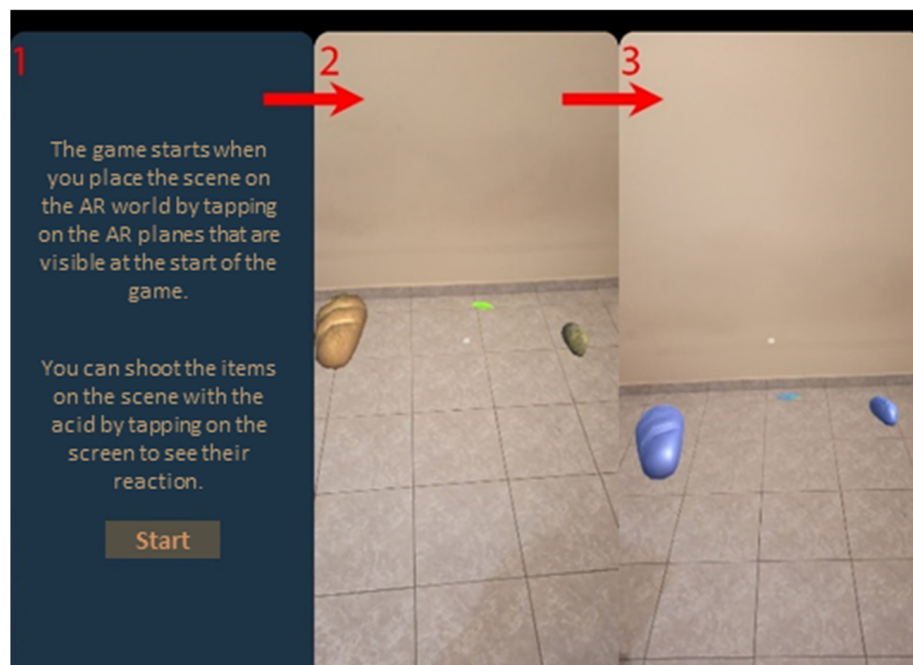 1
The game starts when
you place the scene on
the AR world by tapping
on the AR planes that are
visible at the start of the
game.
You can shoot the items
on the scene with the
acid by tapping on the
screen to see their
reaction.
Start
2
3